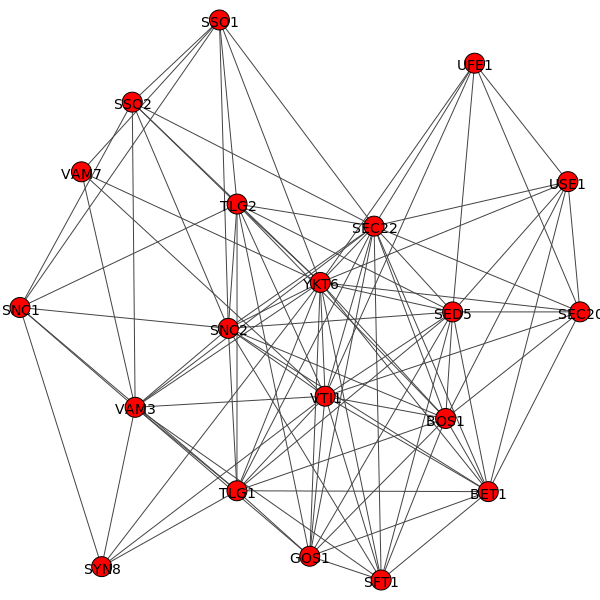 SSO1
UFE1
SSO2
VAM7
USE1
TLG2
SEC22
YKT6
SNC1
SED5
SEC20
SNC2
VTI1
VAM3
BOS1
TLG1
BET1
GOS1
SYN8
SFT1